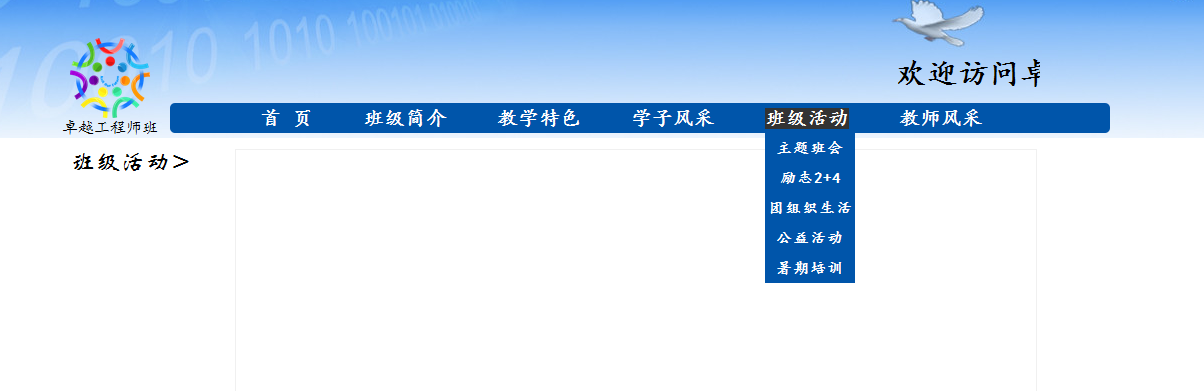 1010 1010 100101.010010
欢迎访问卓
卓越工程师班
首 页 班级简介 教学特色 学子风采 班级活动 教师风采
班级活动>
主题班会
励志2+4
团组织生活
公益活动
暑期培训